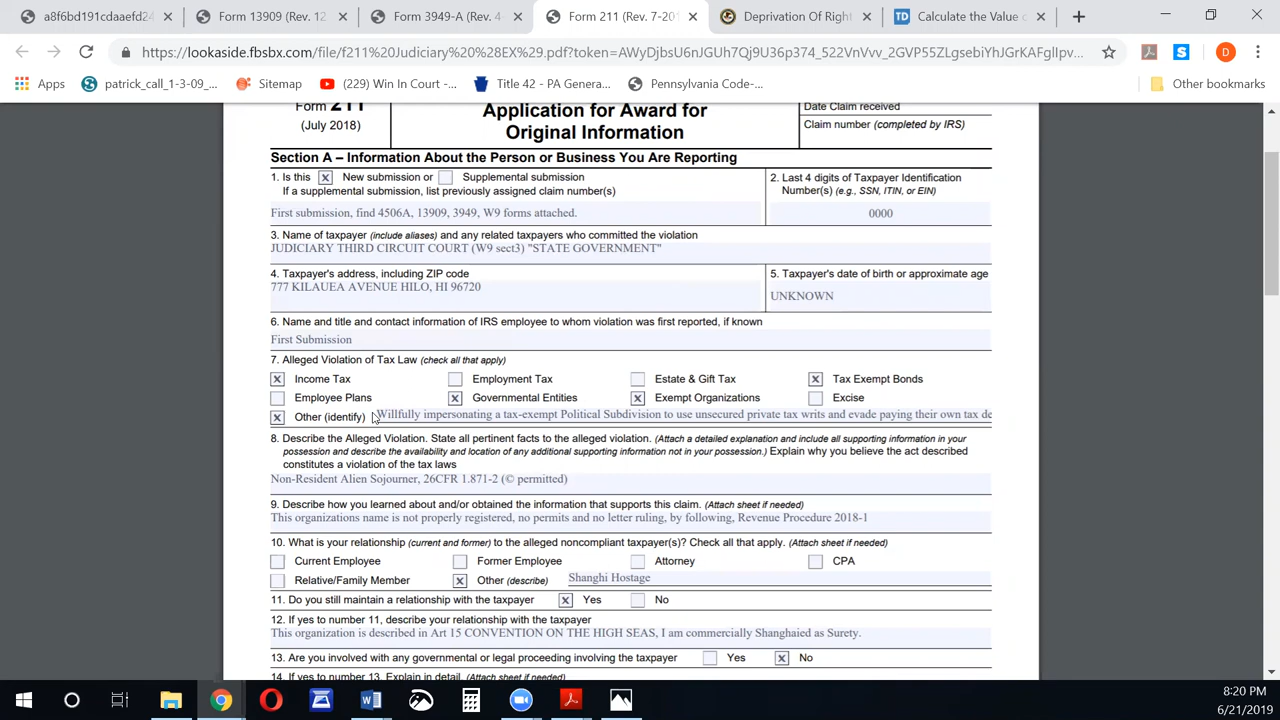 a8f6bd191cdaaefd24
Form 13909 (Rev. 12
Form 3949-A (Rev. 4
Form 211 (Rev. 7-201
Deprivation Of Righ
TD Calculate the Value o
https://lookaside.fbsbx.com/file/f211%20Judiciary%20%28EX%29.pdf?token=AWyDjbsU6nJGUh7Qj9U36p374_522VnVvv_2GVP55ZLgsebiYhJGrKAFglIpv...
S
D
Apps
patrick_call_1-3-09_...
Sitemap
(229) Win In Court -...
Title 42 - PA Genera...
Pennsylvania Code-...
Other bookmarks
Form 211
(July 2018)
Application for Award for
Original Information
Date Claim received
Claim number (completed by IRS)
Section A – Information About the Person or Business You Are Reporting
1. Is this X New submission or Supplemental submission
If a supplemental submission, list previously assigned claim number(s)
First submission, find 4506A, 13909, 3949, W9 forms attached.
2. Last 4 digits of Taxpayer Identification
Number(s) (e.g., SSN, ITIN, or EIN)
0000
3. Name of taxpayer (include aliases) and any related taxpayers who committed the violation
JUDICIARY THIRD CIRCUIT COURT (W9 sect3) "STATE GOVERNMENT"
4. Taxpayer's address, including ZIP code
777 KILAUEA AVENUE HILO, HI 96720
5. Taxpayer's date of birth or approximate age
UNKNOWN
6. Name and title and contact information of IRS employee to whom violation was first reported, if known
First Submission
7. Alleged Violation of Tax Law (check all that apply)
X Income Tax Employment Tax Estate & Gift Tax X Tax Exempt Bonds
Employee Plans X Governmental Entities X Exempt Organizations Excise
X Other (identify) Willfully impersonating a tax-exempt Political Subdivision to use unsecured private tax writs and evade paying their own tax de
8. Describe the Alleged Violation. State all pertinent facts to the alleged violation. (Attach a detailed explanation and include all supporting information in your
possession and describe the availability and location of any additional supporting information not in your possession.) Explain why you believe the act described
constitutes a violation of the tax laws
Non-Resident Alien Sojourner, 26CFR 1.871-2 (© permitted)
9. Describe how you learned about and/or obtained the information that supports this claim. (Attach sheet if needed)
This organizations name is not properly registered, no permits and no letter ruling, by following, Revenue Procedure 2018-1
10. What is your relationship (current and former) to the alleged noncompliant taxpayer(s)? Check all that apply. (Attach sheet if needed)
Current Employee Former Employee Attorney CPA
Relative/Family Member X Other (describe) Shanghi Hostage
11. Do you still maintain a relationship with the taxpayer X Yes No
12. If yes to number 11, describe your relationship with the taxpayer
This organization is described in Art 15 CONVENTION ON THE HIGH SEAS, I am commercially Shanghaied as Surety.
13. Are you involved with any governmental or legal proceeding involving the taxpayer Yes X No
14. If yes to number 13, Explain in detail. (Attach sheet if needed)
8:20 PM
6/21/2019